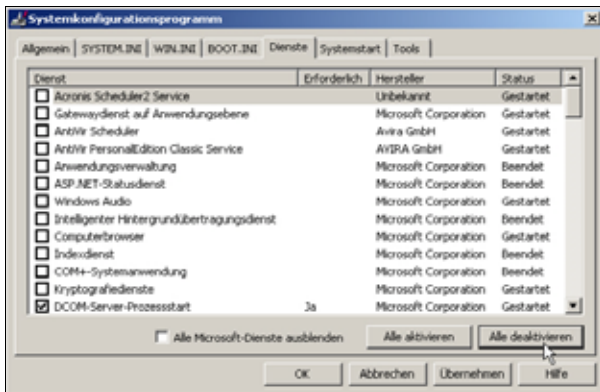 Systemkonfigurationsprogramm
Allgemein SYSTEM.INI WIN.INI BOOT.INI Dienste Systemstart Tools
Dienst Erforderlich Hersteller Status
Acronis Scheduler2 Service Unbekannt Gestartet
Gatewaydienst auf Anwendungsebene Microsoft Corporation Gestartet
AntiVir Scheduler Avira GmbH Gestartet
AntiVir PersonalEdition Classic Service AVIRA GmbH Gestartet
Anwendungsverwaltung Microsoft Corporation Beendet
ASP.NET-Statusdienst Microsoft Corporation Beendet
Windows Audio Microsoft Corporation Gestartet
Intelligenter Hintergrundübertragungsdienst Microsoft Corporation Beendet
Computerbrowser Microsoft Corporation Gestartet
Indexdienst Microsoft Corporation Beendet
COM+-Systemanwendung Microsoft Corporation Beendet
Kryptografiedienste Microsoft Corporation Gestartet
DCOM-Server-Prozessstart Ja Microsoft Corporation Gestartet
Alle Microsoft-Dienste ausblenden Alle aktivieren Alle deaktivieren
OK Abbrechen Übernehmen Hilfe